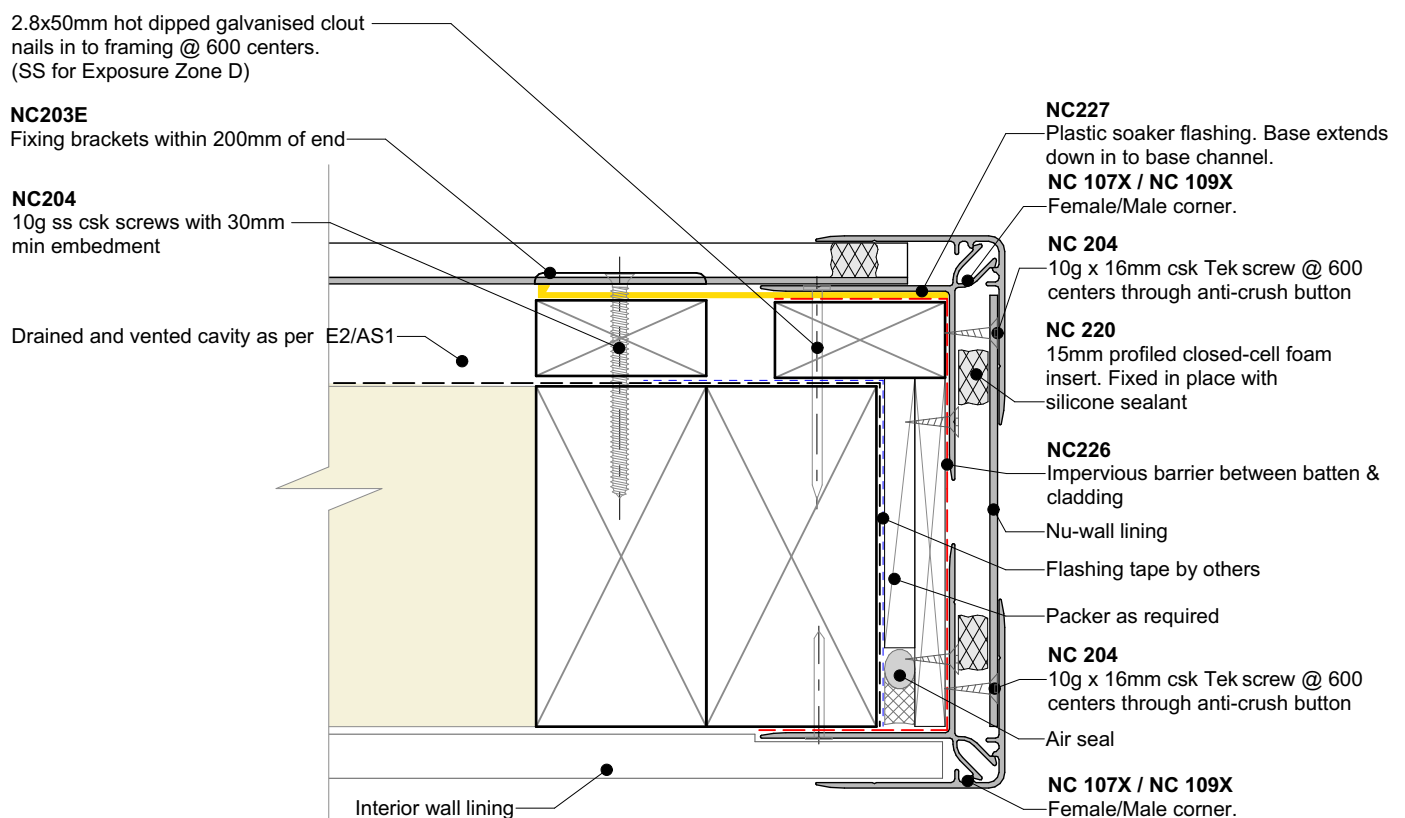 2.8x50mm hot dipped galvanised clout
nails in to framing @ 600 centers.
(SS for Exposure Zone D)
NC203E
Fixing brackets within 200mm of end
NC204
10g ss csk screws with 30mm
min embedment
Drained and vented cavity as per E2/AS1
Interior wall lining
NC227
Plastic soaker flashing. Base extends
down in to base channel.
NC 107X / NC 109X
Female/Male corner.
NC 204
10g x 16mm csk Tek screw @ 600
centers through anti-crush button
NC 220
15mm profiled closed-cell foam
insert. Fixed in place with
silicone sealant
NC226
Impervious barrier between batten &
cladding
Nu-wall lining
Flashing tape by others
Packer as required
NC 204
10g x 16mm csk Tek screw @ 600
centers through anti-crush button
Air seal
NC 107X / NC 109X
Female/Male corner.